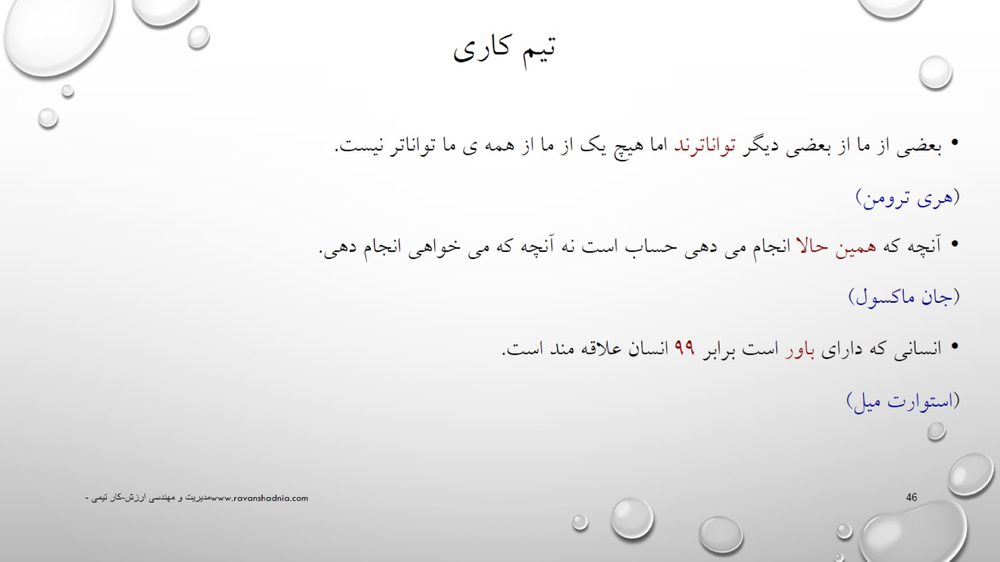 تیم کاری
• بعضی از ما از بعضی دیگر تواناترند اما هیچ یک از ما از همه ی ما تواناتر نیست.
(هری ترومن)
• آنچه که همین حالا انجام می دهی حساب است نه آنچه که می خواهی انجام دهی.
(جان ماکسول)
• انسانی که دارای باور است برابر ۹۹ انسان علاقه مند است.
(استوارت میل)
مدیریت و مهندسی ارزش-کار تیمی - www.ravanshadnia.com
46